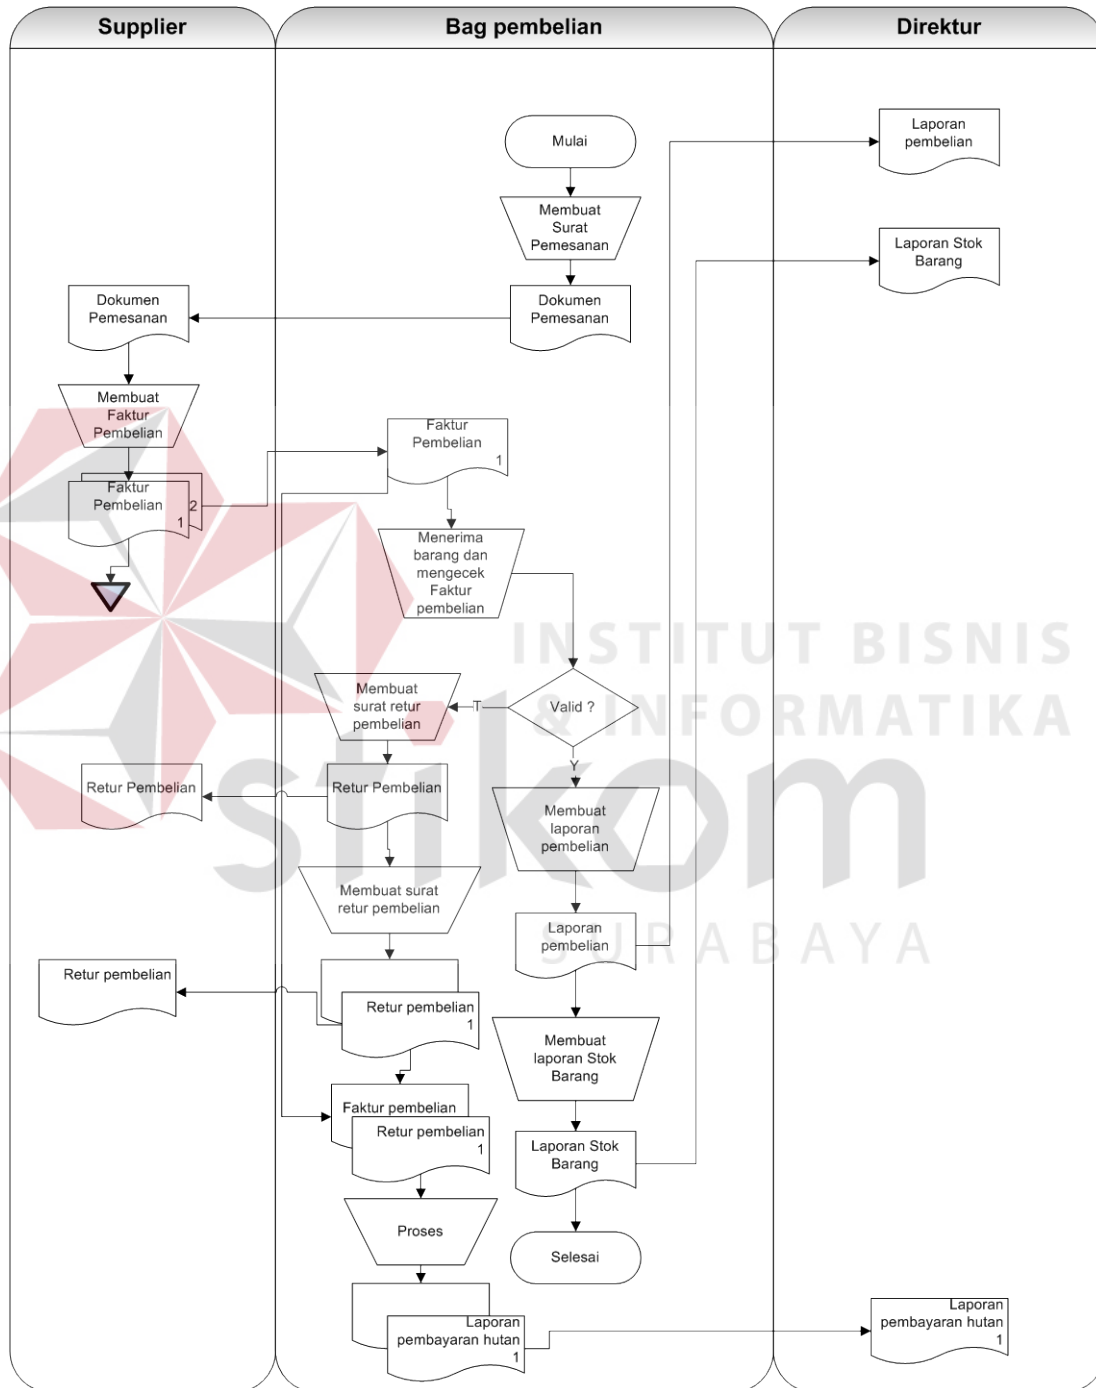 Supplier
Bag pembelian
Direktur
Mulai
Laporan
pembelian
Membuat
Surat
Pemesanan
Laporan Stok
Barang
Dokumen
Pemesanan
Dokumen
Pemesanan
Membuat
Faktur
Pembelian
Faktur
Pembelian
1
Faktur
Pembelian
1
2
Menerima
barang dan
mengecek
Faktur
pembelian
INSTITUT BISNIS
& INFORMATIKA
Membuat
surat retur
pembelian
T
Valid ?
Y
Retur Pembelian
Retur Pembelian
Membuat
laporan
pembelian
stikom
SURABAYA
Membuat surat
retur pembelian
Laporan
pembelian
Retur pembelian
Retur pembelian
1
Membuat
laporan Stok
Barang
Faktur pembelian
Retur pembelian
1
Laporan Stok
Barang
Proses
Selesai
Laporan
pembayaran hutan
1
Laporan
pembayaran hutan
1